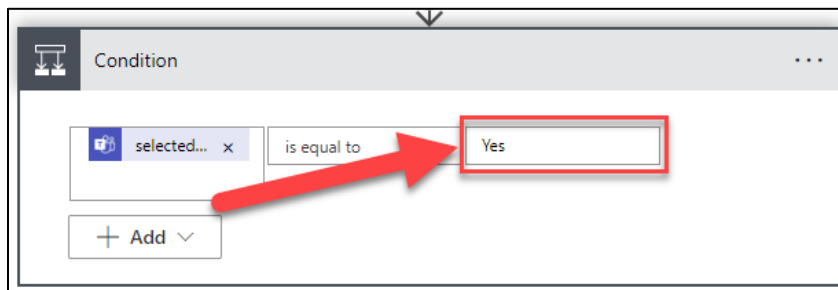 Condition
selected... x
is equal to
Yes
+ Add